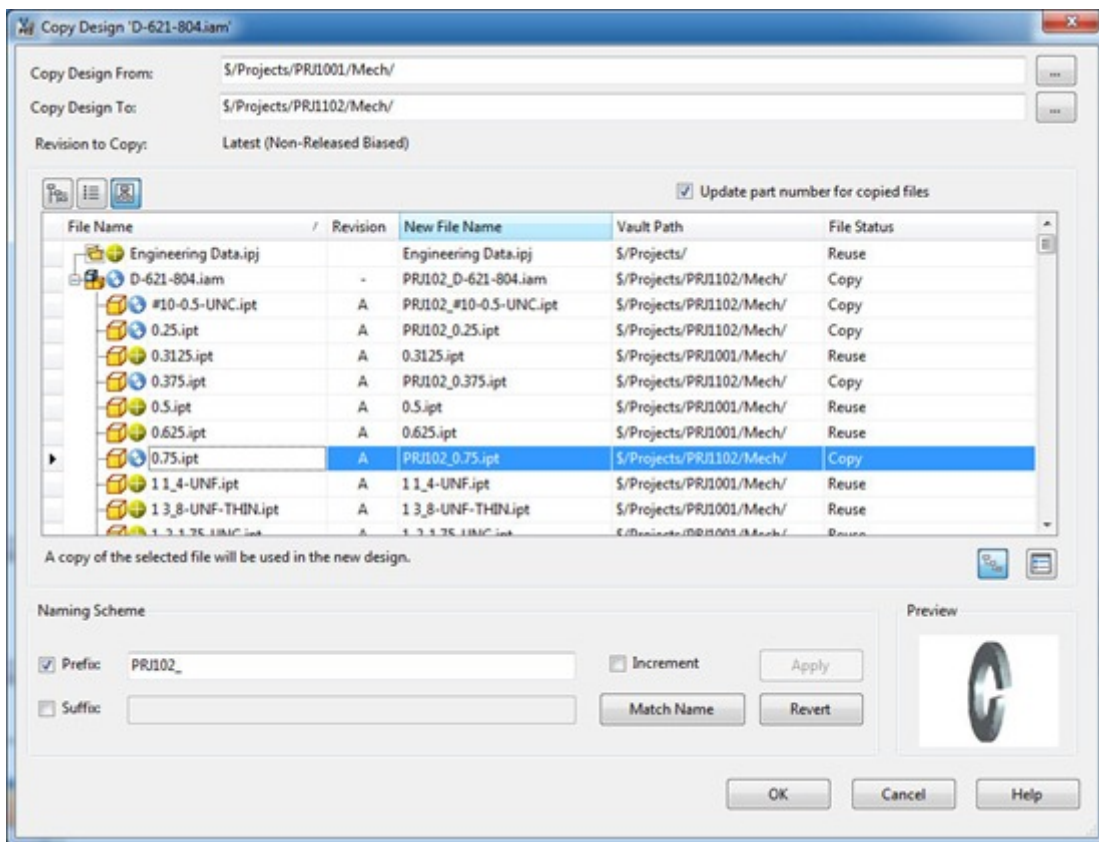 Copy Design 'D-621-804.iam'
Copy Design From: $/Projects/PRJ1001/Mech/ ...
Copy Design To: $/Projects/PRJ1102/Mech/ ...
Revision to Copy: Latest (Non-Released Biased)
Update part number for copied files
File Name / Revision New File Name Vault Path File Status
Engineering Data.ipj Engineering Data.ipj $/Projects/ Reuse
D-621-804.iam - PRJ102_D-621-804.iam $/Projects/PRJ1102/Mech/ Copy
#10-0.5-UNC.ipt A PRJ102_#10-0.5-UNC.ipt $/Projects/PRJ1102/Mech/ Copy
0.25.ipt A PRJ102_0.25.ipt $/Projects/PRJ1102/Mech/ Copy
0.3125.ipt A 0.3125.ipt $/Projects/PRJ1001/Mech/ Reuse
0.375.ipt A PRJ102_0.375.ipt $/Projects/PRJ1102/Mech/ Copy
0.5.ipt A 0.5.ipt $/Projects/PRJ1001/Mech/ Reuse
0.625.ipt A 0.625.ipt $/Projects/PRJ1001/Mech/ Reuse
0.75.ipt A PRJ102_0.75.ipt $/Projects/PRJ1102/Mech/ Copy
1 1_4-UNF.ipt A 1 1_4-UNF.ipt $/Projects/PRJ1001/Mech/ Reuse
1 3_8-UNF-THIN.ipt A 1 3_8-UNF-THIN.ipt $/Projects/PRJ1001/Mech/ Reuse
A $/Projects/PRJ1001/Mech/ Reuse
A copy of the selected file will be used in the new design.
Naming Scheme Preview
Prefix: PRJ102_ Increment Apply
Suffix: Match Name Revert
OK Cancel Help